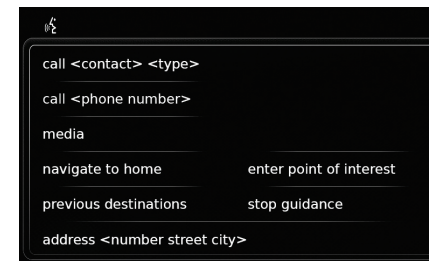 call <contact> <type>
call <phone number>
media
navigate to home enter point of interest
previous destinations stop guidance
address <number street city>